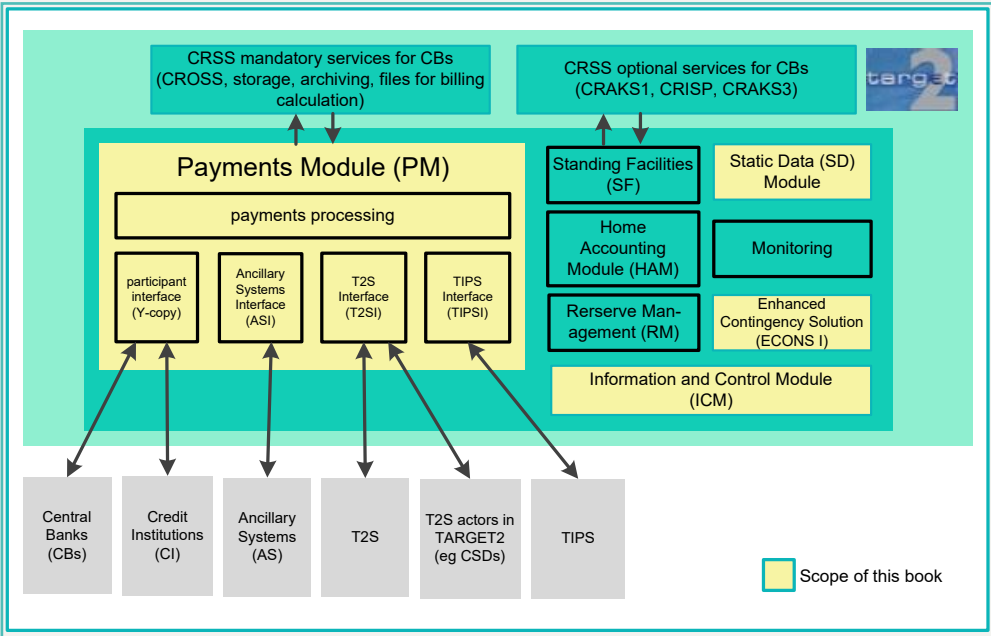 CRSS mandatory services for CBs
(CROSS, storage, archiving, files for billing
calculation)
CRSS optional services for CBs
(CRAKS1, CRISP, CRAKS3)
target
2
Payments Module (PM)
payments processing
participant
interface
(Y-copy)
Ancillary
Systems
Interface
(ASI)
T2S
Interface
(T2SI)
TIPS
Interface
(TIPSI)
Standing Facilities
(SF)
Static Data (SD)
Module
Home
Accounting
Module (HAM)
Monitoring
Rerserve Man-
agement (RM)
Enhanced
Contingency Solution
(ECONS I)
Information and Control Module
(ICM)
Central
Banks
(CBs)
Credit
Institutions
(CI)
Ancillary
Systems
(AS)
T2S
T2S actors in
TARGET2
(eg CSDs)
TIPS
Scope of this book